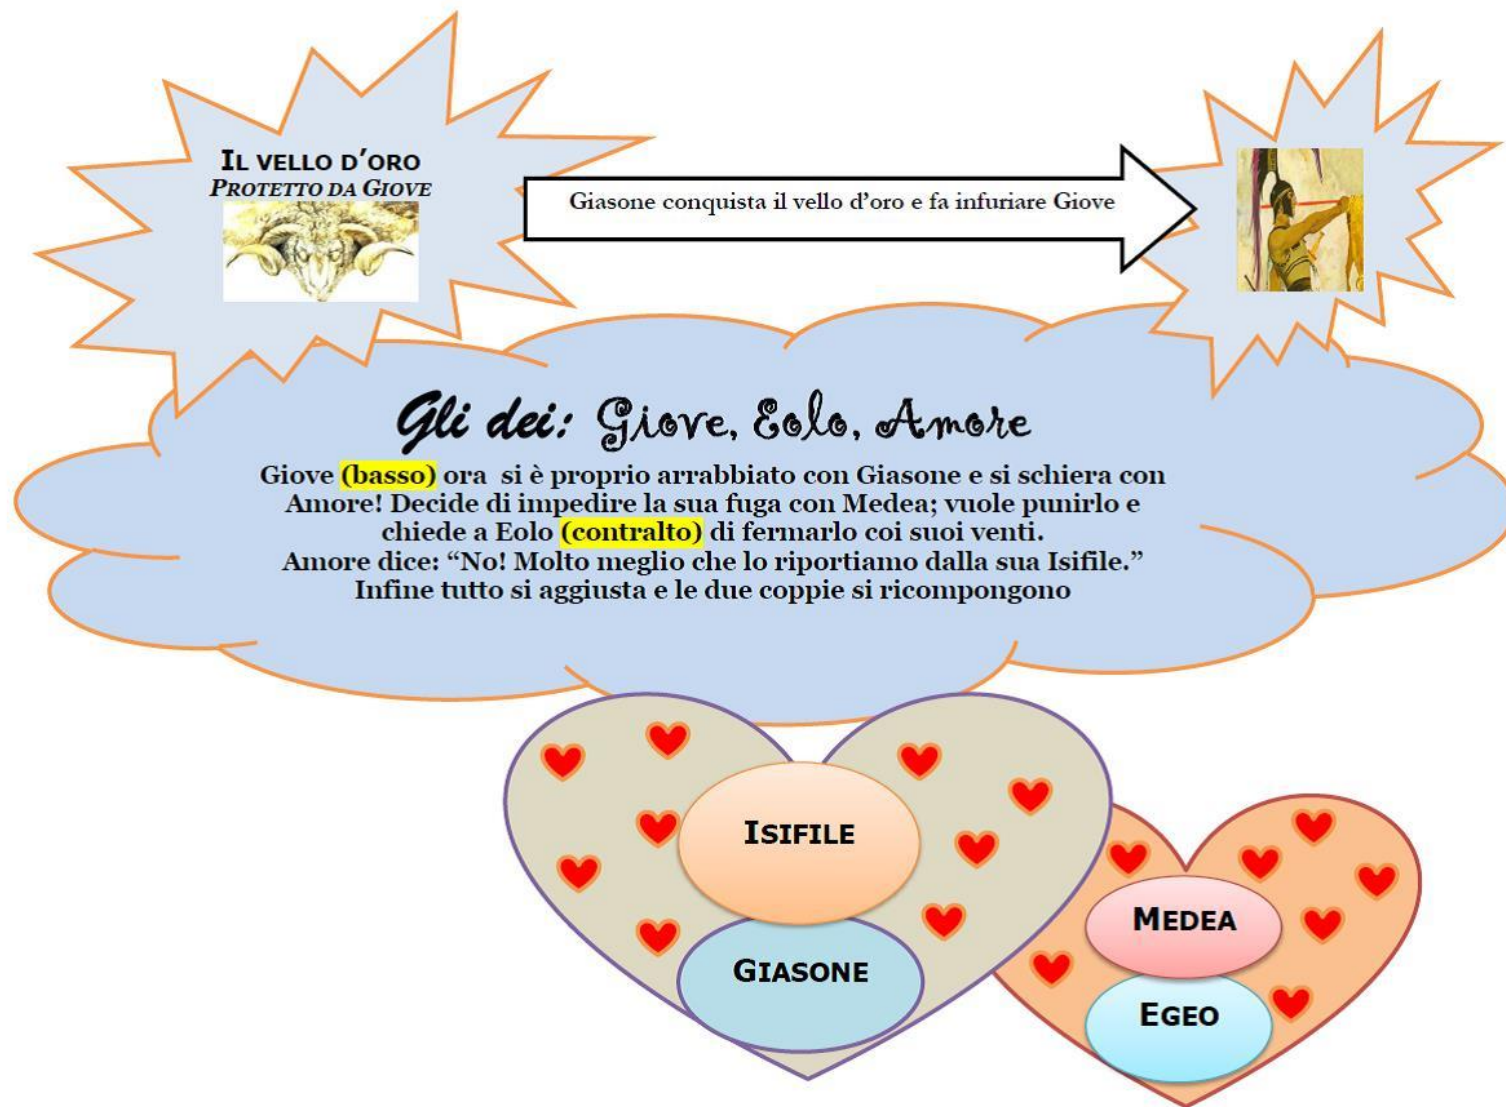 IL VELLO D'ORO
PROTETTO DA GIOVE
Giasone conquista il vello d'oro e fa infuriare Giove
Gli dei: Giove, Eolo, Amore
Giove (basso) ora si è proprio arrabbiato con Giasone e si schiera con
Amore! Decide di impedire la sua fuga con Medea; vuole punirlo e
chiede a Eolo (contralto) di fermarlo coi suoi venti.
Amore dice: “No! Molto meglio che lo riportiamo dalla sua Isifile.”
Infine tutto si aggiusta e le due coppie si ricompongono
ISIFILE
GIASONE
MEDEA
EGEO